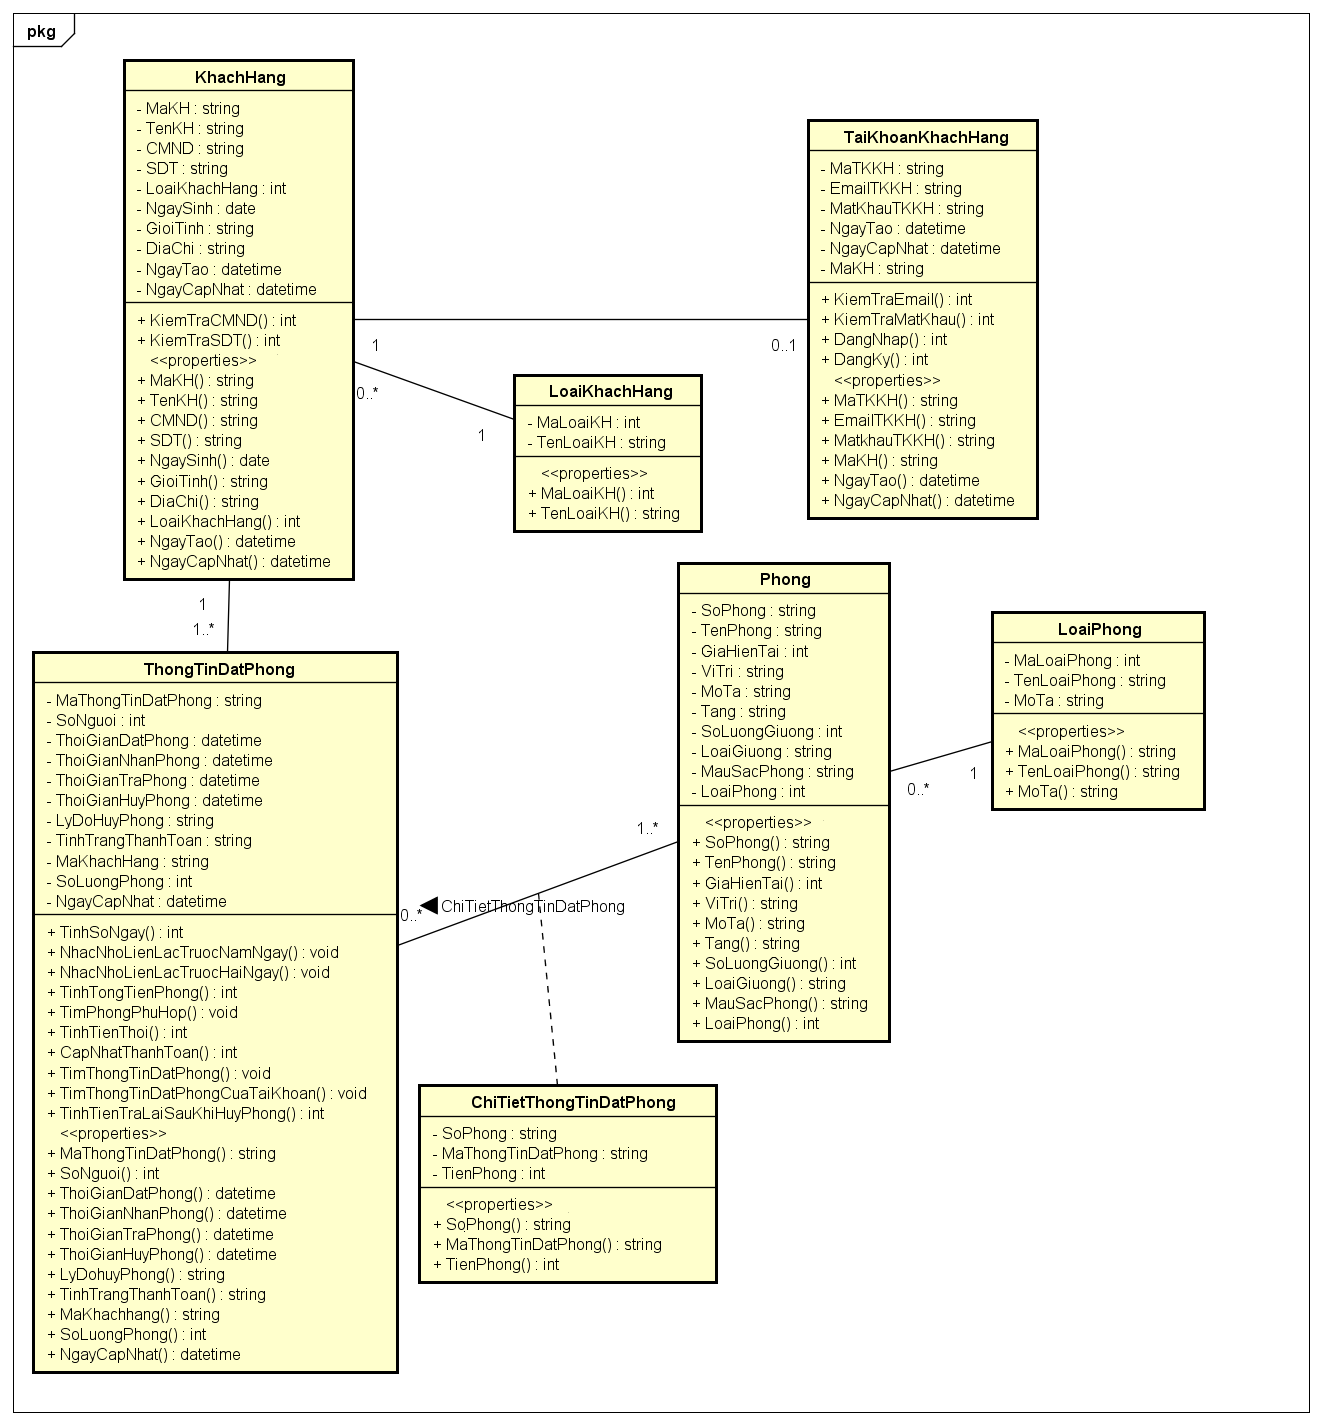 pkg
KhachHang
- MaKH : string
- TenKH : string
- CMND : string
- SDT : string
- LoaiKhachHang : int
- NgaySinh : date
- GioiTinh : string
- DiaChi : string
- NgayTao : datetime
- NgayCapNhat : datetime
+ KiemTraCMND() : int
+ KiemTraSDT() : int
<<properties>>
+ MaKH() : string
+ TenKH() : string
+ CMND() : string
+ SDT() : string
+ NgaySinh() : date
+ GioiTinh() : string
+ DiaChi() : string
+ LoaiKhachHang() : int
+ NgayTao() : datetime
+ NgayCapNhat() : datetime
TaiKhoanKhachHang
- MaTKKH : string
- EmailTKKH : string
- MatKhauTKKH : string
- NgayTao : datetime
- NgayCapNhat : datetime
- MaKH : string
+ KiemTraEmail() : int
+ KiemTraMatKhau() : int
+ DangNhap() : int
+ DangKy() : int
<<properties>>
+ MaTKKH() : string
+ EmailTKKH() : string
+ MatkhauTKKH() : string
+ MaKH() : string
+ NgayTao() : datetime
+ NgayCapNhat() : datetime
1
0..1
0..*
1
LoaiKhachHang
- MaLoaiKH : int
- TenLoaiKH : string
<<properties>>
+ MaLoaiKH() : int
+ TenLoaiKH() : string
1
1..*
ThongTinDatPhong
- MaThongTinDatPhong : string
- SoNguoi : int
- ThoiGianDatPhong : datetime
- ThoiGianNhanPhong : datetime
- ThoiGianTraPhong : datetime
- ThoiGianHuyPhong : datetime
- LyDoHuyPhong : string
- TinhTrangThanhToan : string
- MaKhachHang : string
- SoLuongPhong : int
- NgayCapNhat : datetime
+ TinhSoNgay() : int
+ NhacNhoLienLacTruocNamNgay() : void
+ NhacNhoLienLacTruocHaiNgay() : void
+ TinhTongTienPhong() : int
+ TimPhongPhuHop() : void
+ TinhTienThoi() : int
+ CapNhatThanhToan() : int
+ TimThongTinDatPhong() : void
+ TimThongTinDatPhongCuaTaiKhoan() : void
+ TinhTienTraLaiSauKhiHuyPhong() : int
<<properties>>
+ MaThongTinDatPhong() : string
+ SoNguoi() : int
+ ThoiGianDatPhong() : datetime
+ ThoiGianNhanPhong() : datetime
+ ThoiGianTraPhong() : datetime
+ ThoiGianHuyPhong() : datetime
+ LyDohuyPhong() : string
+ TinhTrangThanhToan() : string
+ MaKhachhang() : string
+ SoLuongPhong() : int
+ NgayCapNhat() : datetime
Phong
- SoPhong : string
- TenPhong : string
- GiaHienTai : int
- ViTri : string
- MoTa : string
- Tang : string
- SoLuongGiuong : int
- LoaiGiuong : string
- MauSacPhong : string
- LoaiPhong : int
<<properties>>
+ SoPhong() : string
+ TenPhong() : string
+ GiaHienTai() : int
+ ViTri() : string
+ MoTa() : string
+ Tang() : string
+ SoLuongGiuong() : int
+ LoaiGiuong() : string
+ MauSacPhong() : string
+ LoaiPhong() : int
LoaiPhong
- MaLoaiPhong : int
- TenLoaiPhong : string
- MoTa : string
<<properties>>
+ MaLoaiPhong() : string
+ TenLoaiPhong() : string
+ MoTa() : string
0..*
1
1..*
0..*
ChiTietThongTinDatPhong
ChiTietThongTinDatPhong
- SoPhong : string
- MaThongTinDatPhong : string
- TienPhong : int
<<properties>>
+ SoPhong() : string
+ MaThongTinDatPhong() : string
+ TienPhong() : int